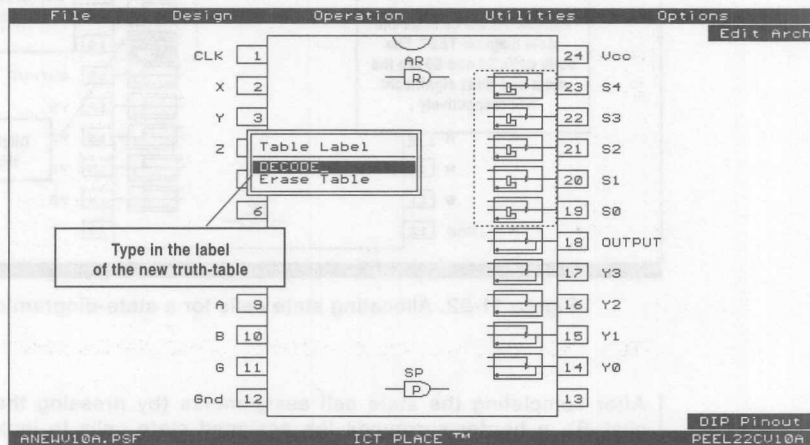 File Design Operation Utilities Options
Edit Arch
CLK 1 AR 24 Vcc
R
X 2 23 S4
Y 3 22 S3
Z 21 S2
Table Label
DECODE_
Erase Table
20 S1
6 19 S0
18 OUTPUT
Type in the label
of the new truth-table
17 Y3
A 9 16 Y2
B 10 15 Y1
G 11 14 Y0
SP
P
Gnd 12 13
DIP Pinout
ANEWV10A.PSF ICT PLACE ™ PEEL22CV10